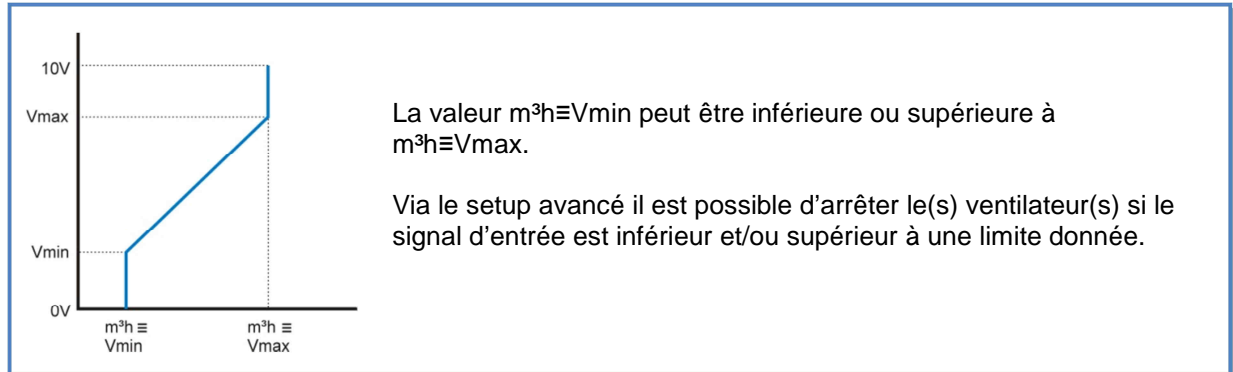 10V
Vmax
Vmin
0V
m³h ≡
Vmin
m³h ≡
Vmax
La valeur m³h≡Vmin peut être inférieure ou supérieure à
m³h≡Vmax.
Via le setup avancé il est possible d’arrêter le(s) ventilateur(s) si le
signal d’entrée est inférieur et/ou supérieur à une limite donnée.